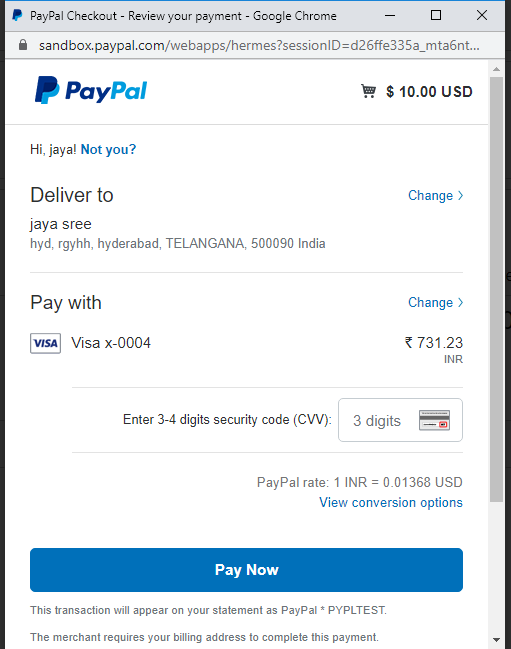 PayPal Checkout - Review your payment - Google Chrome
sandbox.paypal.com/webapps/hermes?sessionID=d26ffe335a_mta6nt...
PayPal
$ 10.00 USD
Hi, jaya! Not you?
Deliver to
Change >
jaya sree
hyd, rgyhh, hyderabad, TELANGANA, 500090 India
Pay with
Change >
VISA Visa x-0004
₹ 731.23
INR
Enter 3-4 digits security code (CVV): 3 digits
PayPal rate: 1 INR = 0.01368 USD
View conversion options
Pay Now
This transaction will appear on your statement as PayPal * PYPLTEST.
The merchant requires your billing address to complete this payment.